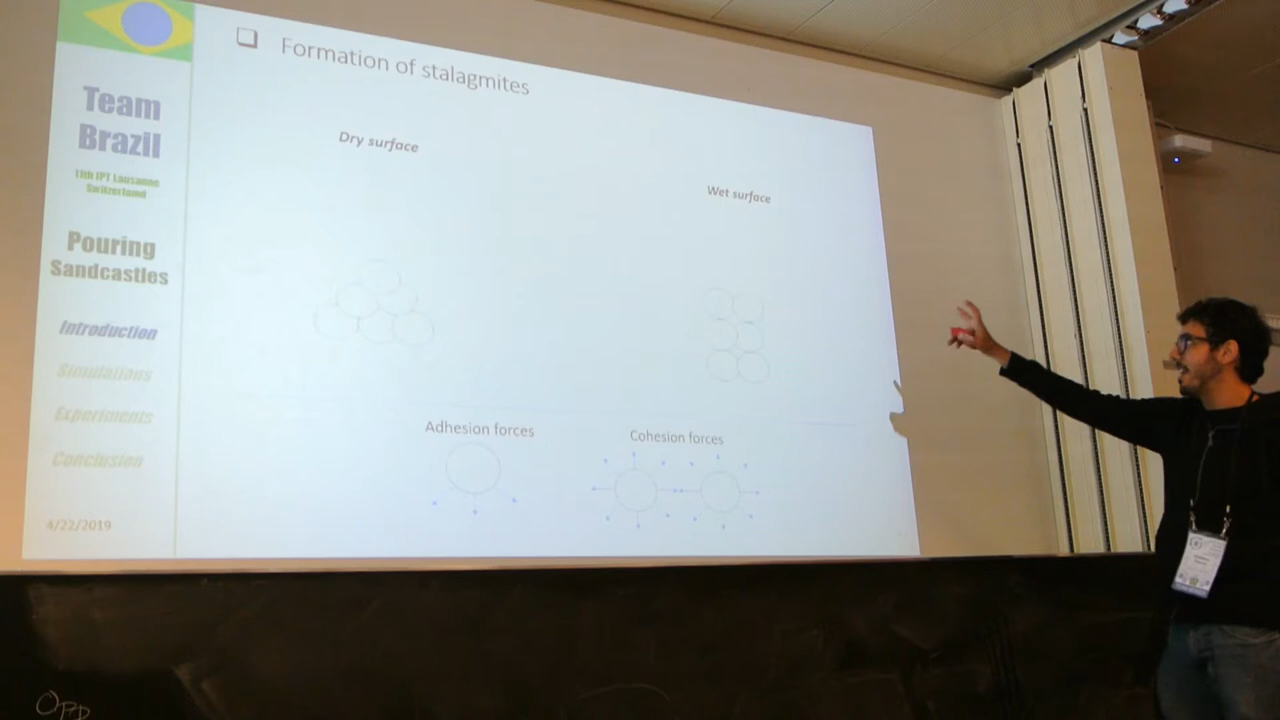 Team
Brazil
11th IPT Lausanne
Switzerland
Pouring
Sandcastles
Introduction
Simulations
Experiments
Conclusion
4/22/2019
Formation of stalagmites
Dry surface
Wet surface
Adhesion forces
Cohesion forces
OPP